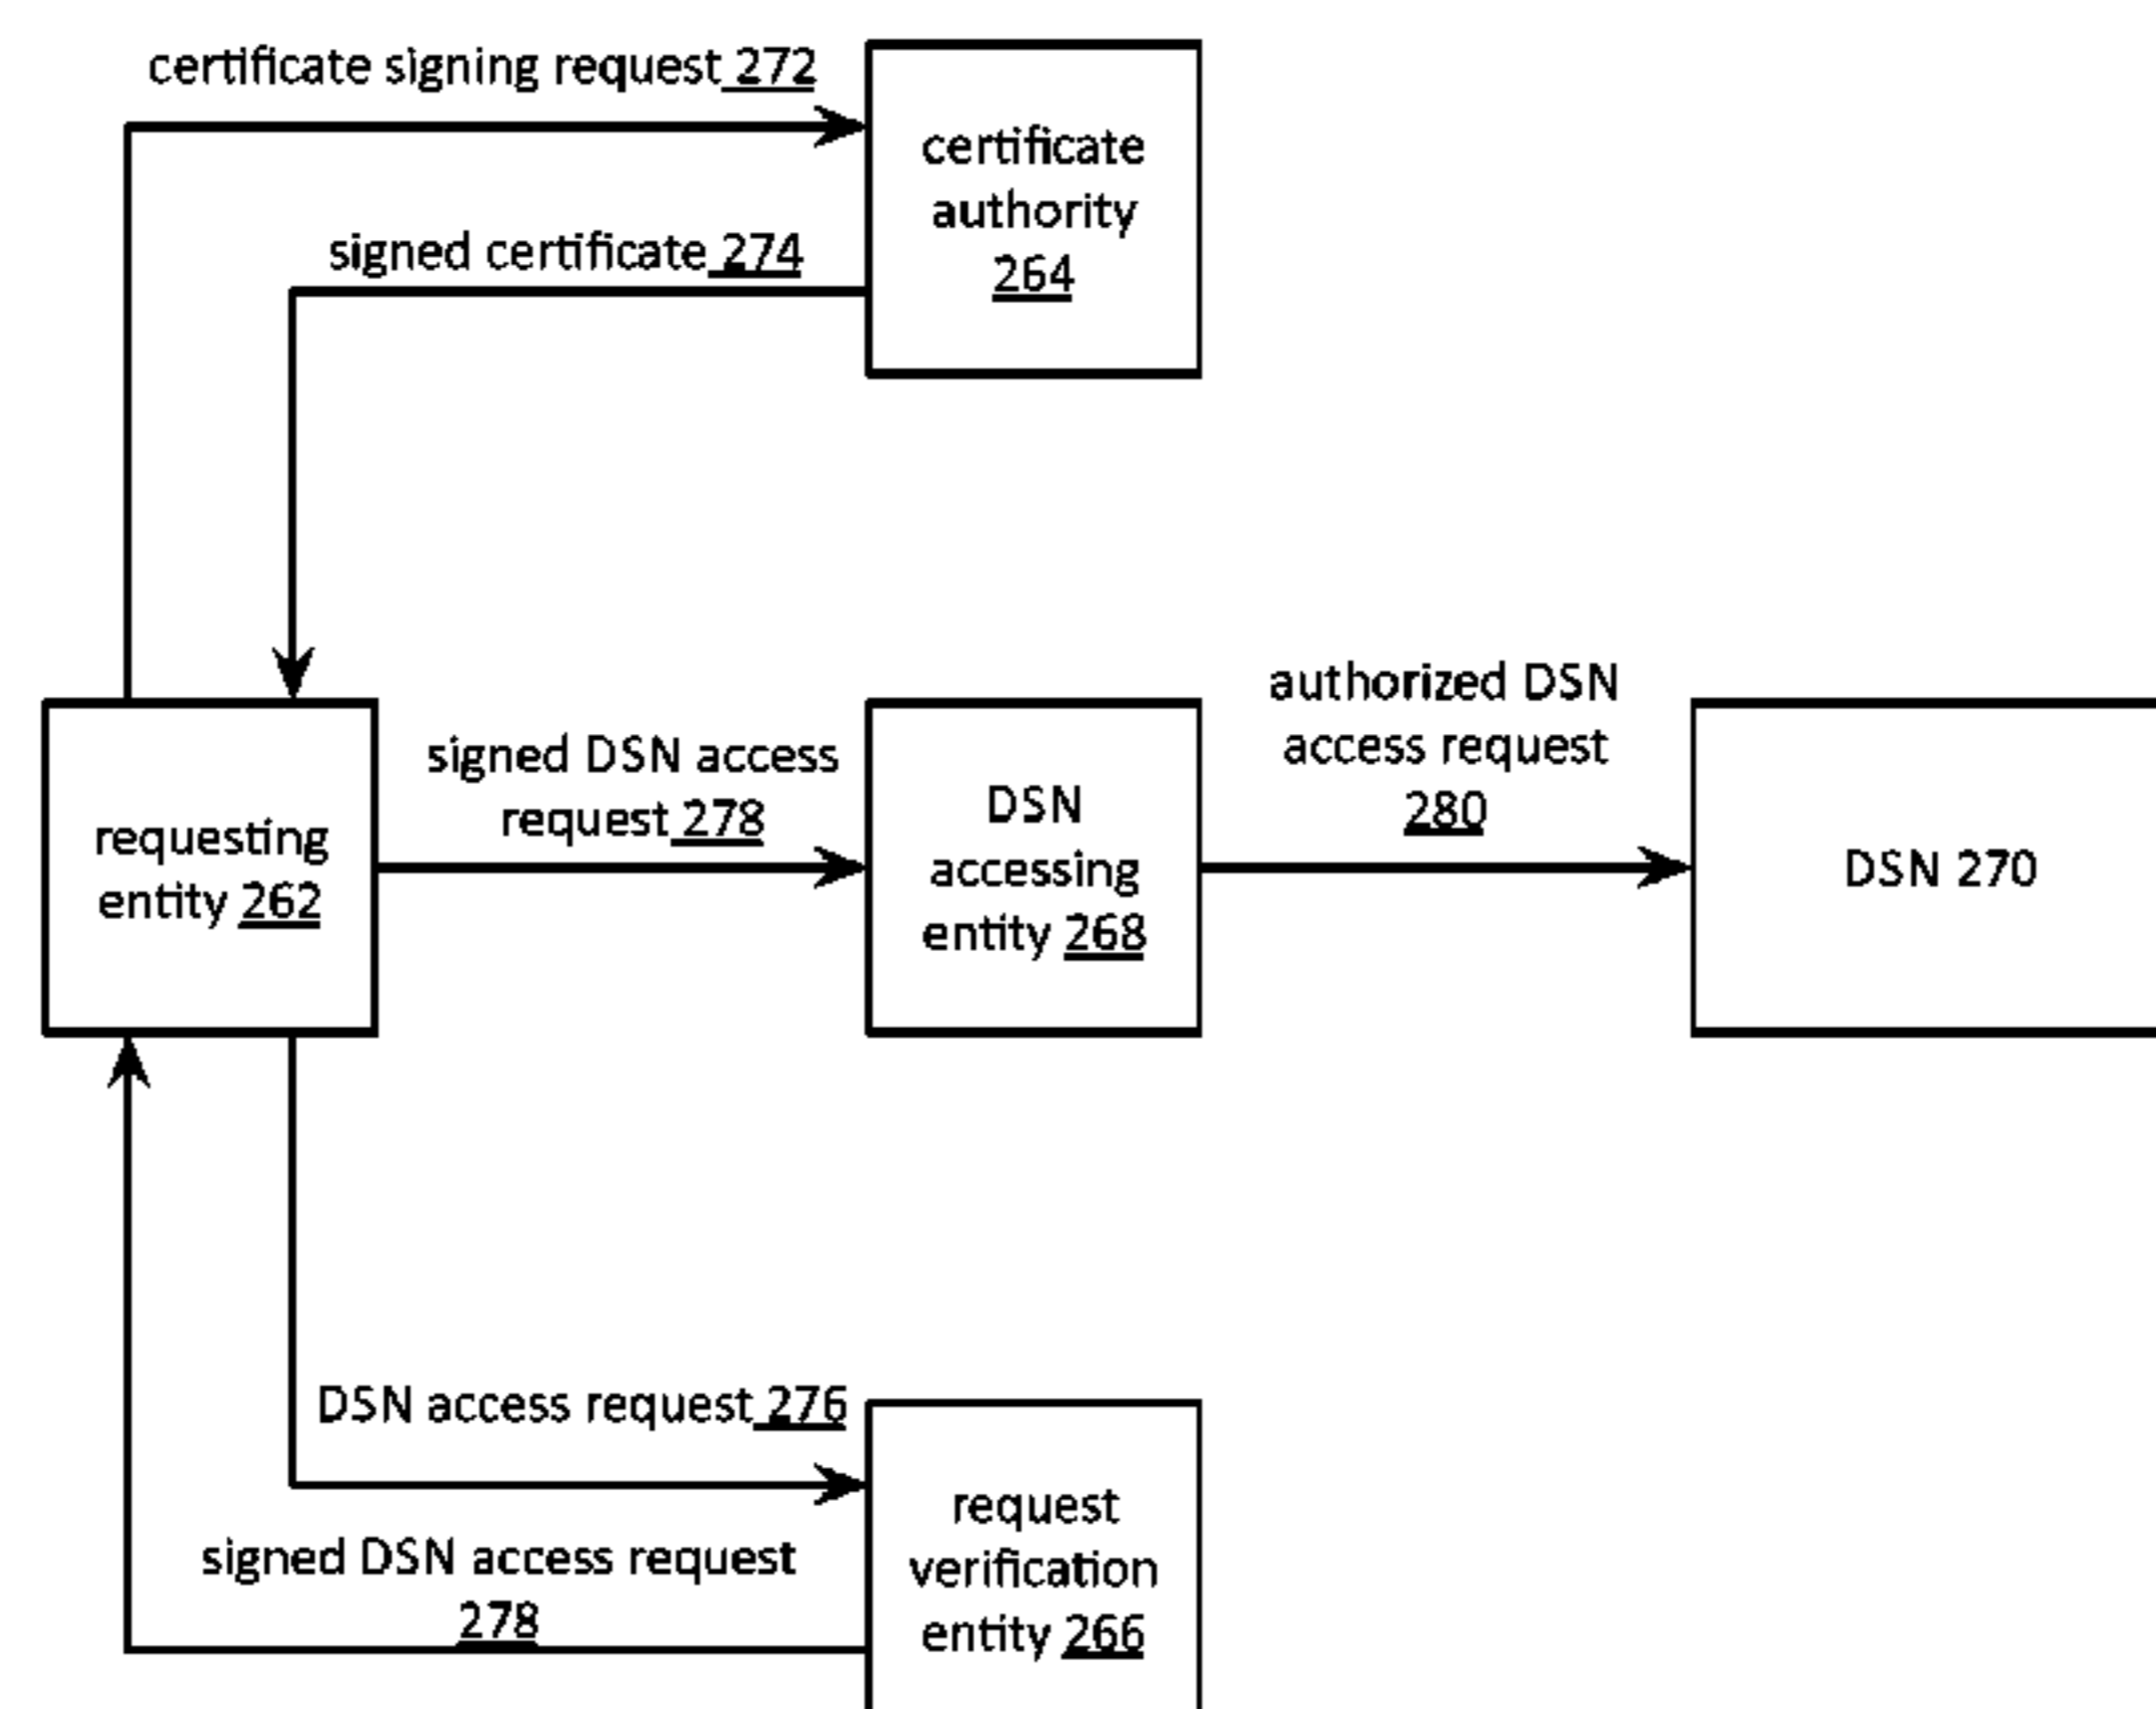 certificate signing request 272
certificate
authority
264
signed certificate 274
signed DSN access
request 278
authorized DSN
access request
280
requesting
entity 262
DSN
accessing
entity 268
DSN 270
DSN access request 276
request
verification
entity 266
signed DSN access request
278